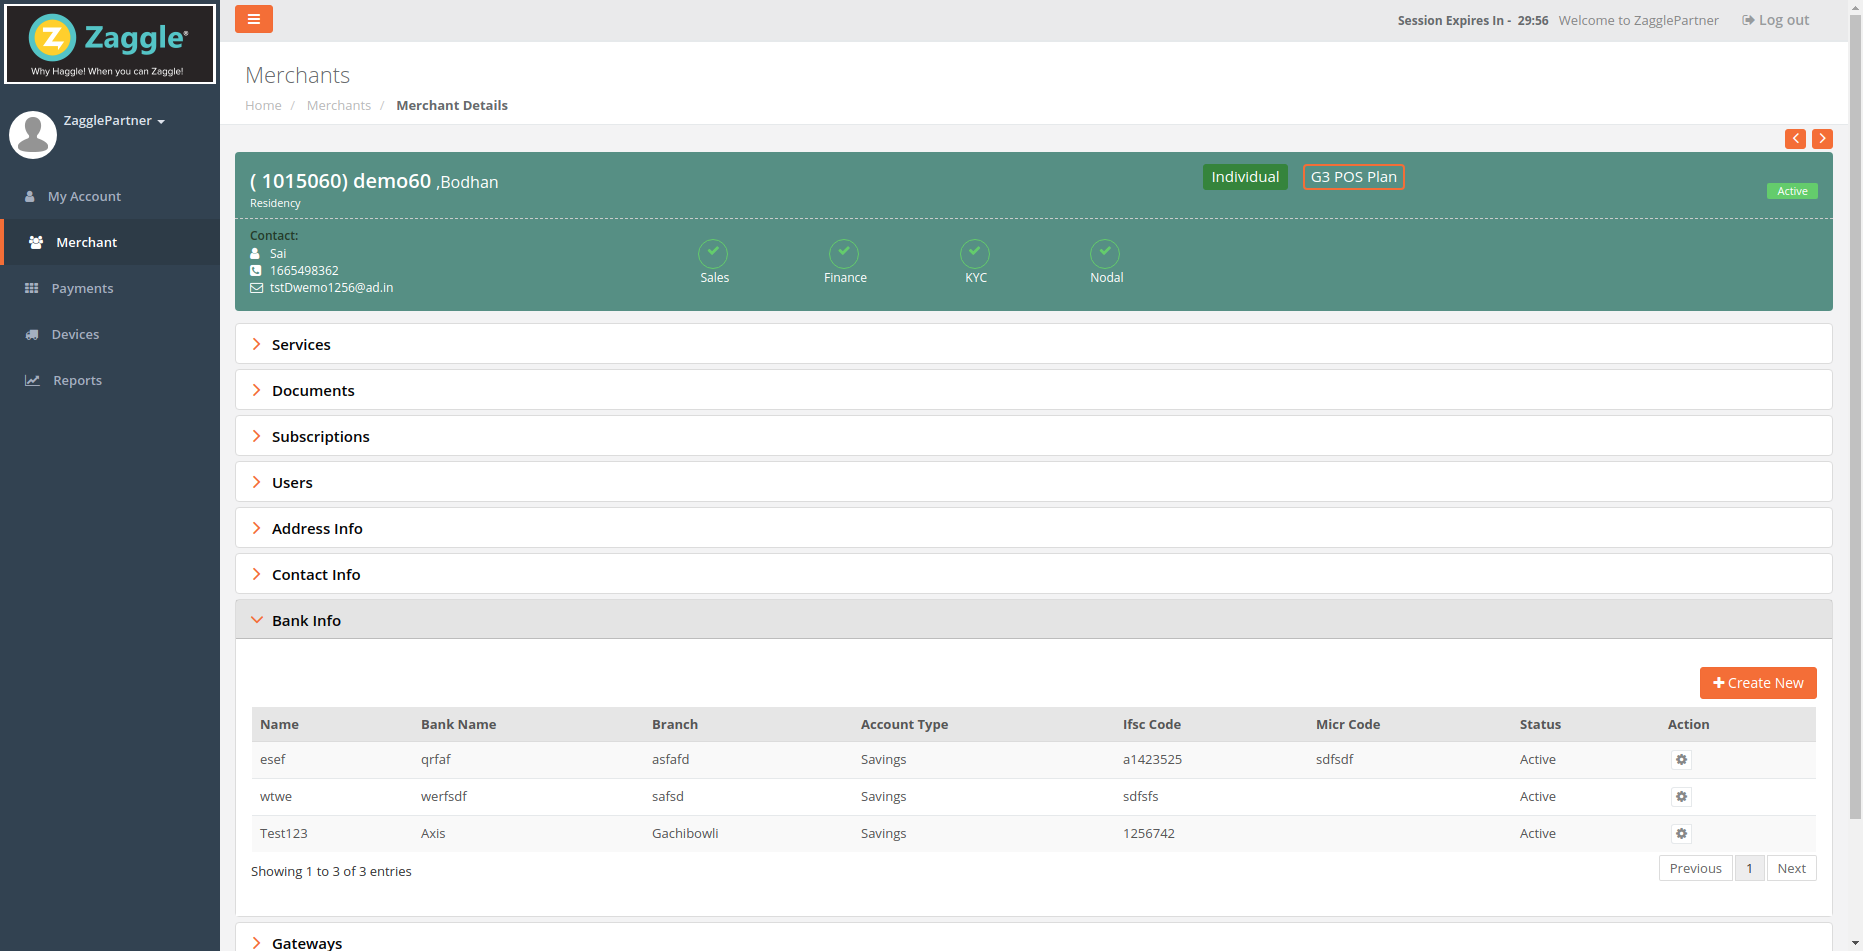 Zaggle®
Why Haggle! When you can Zaggle!
Session Expires In - 29:56 Welcome to ZagglePartner Log out
ZagglePartner
My Account
Merchant
Payments
Devices
Reports
Merchants
Home / Merchants / Merchant Details
( 1015060) demo60 ,Bodhan
Residency
Individual
G3 POS Plan
Active
Contact:
Sai
1665498362
tstDwemo1256@ad.in
Sales Finance KYC Nodal
Services
Documents
Subscriptions
Users
Address Info
Contact Info
Bank Info
Create New
Name Bank Name Branch Account Type Ifsc Code Micr Code Status Action
esef qrfaf asfafd Savings a1423525 sdfsdf Active
wtwe werfsdf safsd Savings sdfsfs Active
Test123 Axis Gachibowli Savings 1256742 Active
Showing 1 to 3 of 3 entries
Previous 1 Next
Gateways